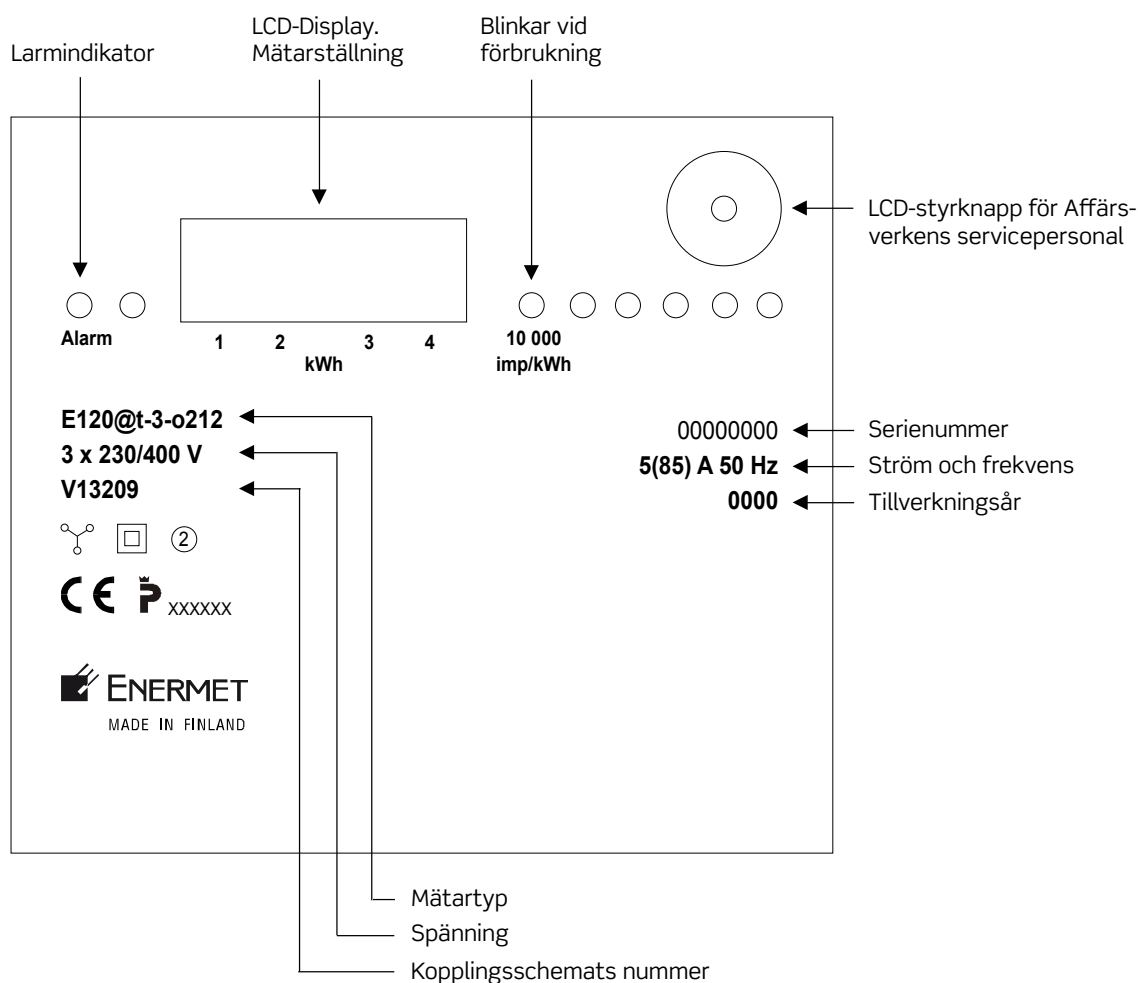 Larmindikator
LCD-Display.
Mätarställning
Blinkar vid
förbrukning
LCD-styrknapp för Affärs-
verkens servicepersonal
Alarm
1 2 3 4
kWh
10 000
imp/kWh
E120@t-3-o212
3 x 230/400 V
V13209
00000000
Serienummer
5(85) A 50 Hz
Ström och frekvens
0000
Tillverkningsår
2
CE P xxxxxx
ENERMET
MADE IN FINLAND
Mätartyp
Spänning
Kopplingsschemats nummer